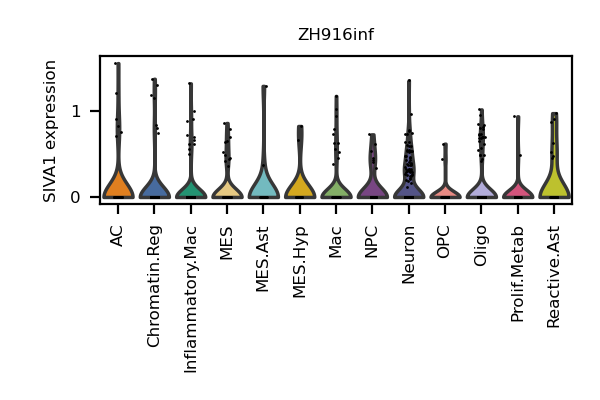 ZH916inf
SIVA1 expression
1
0
AC
Chromatin.Reg
Inflammatory.Mac
MES
MES.Ast
MES.Hyp
Mac
NPC
Neuron
OPC
Oligo
Prolif.Metab
Reactive.Ast